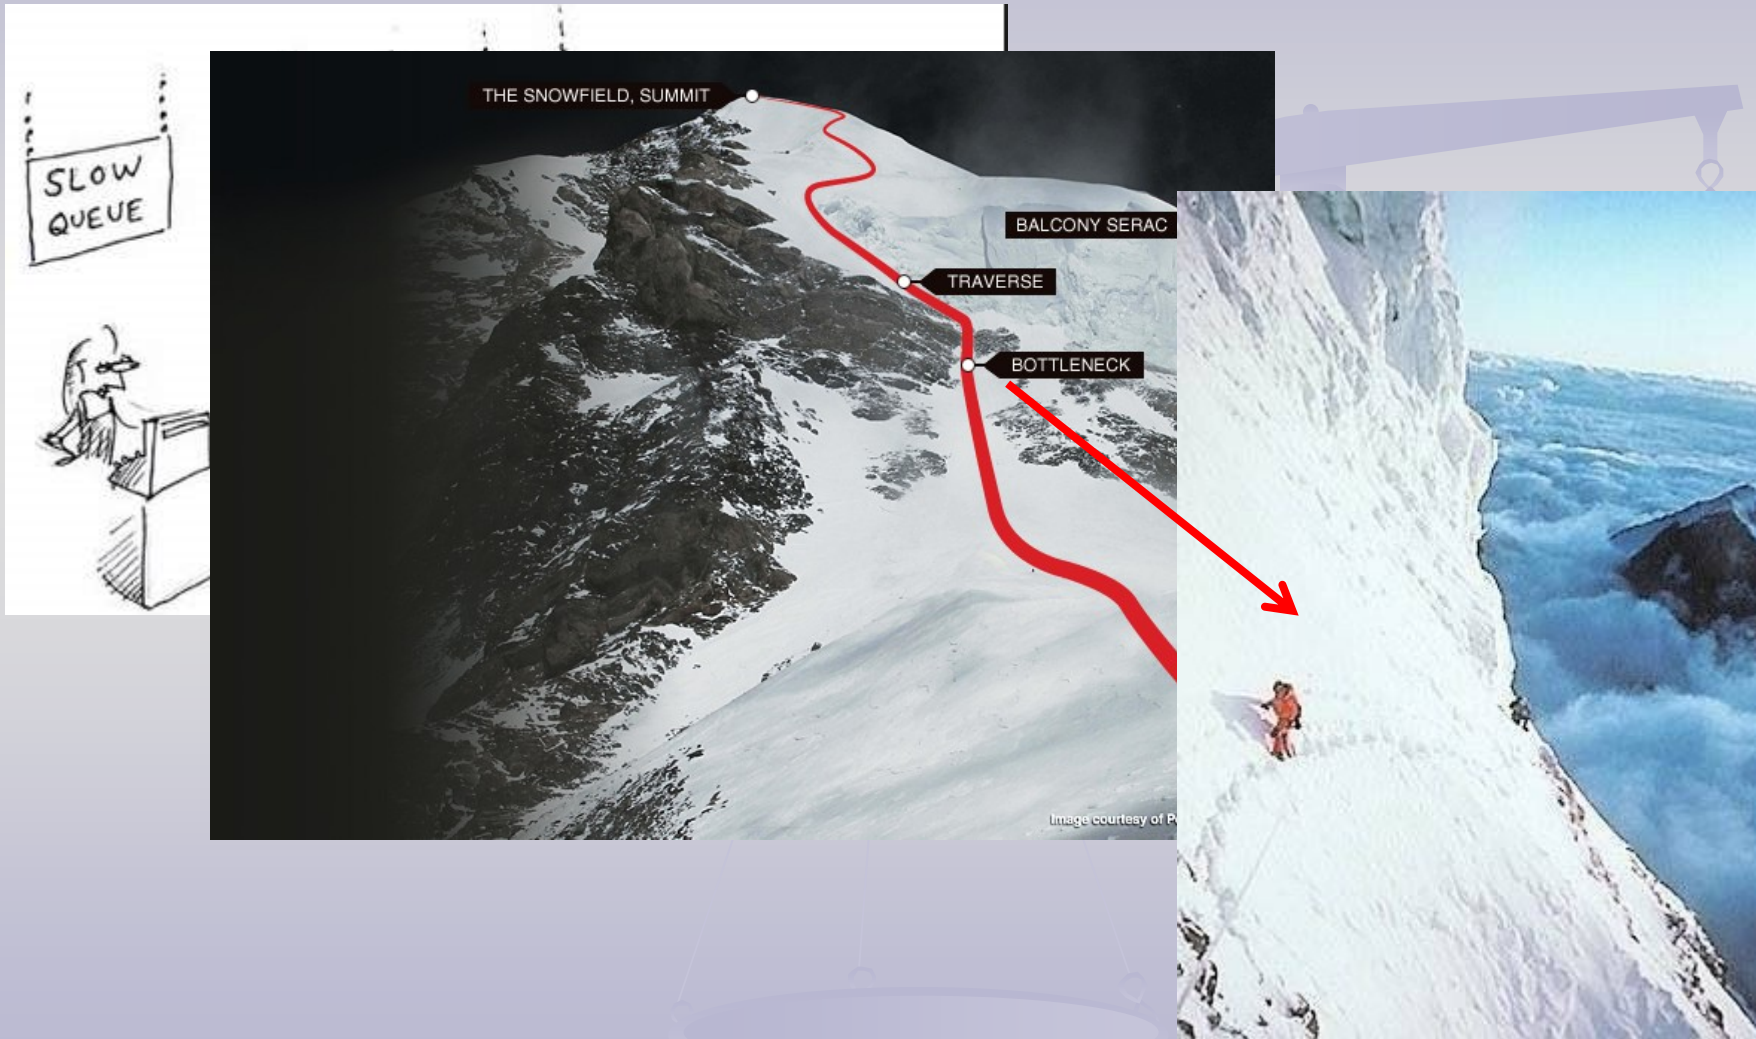 SLOW
QUEUE
THE SNOWFIELD, SUMMIT
BALCONY SERAC
TRAVERSE
BOTTLENECK
Image courtesy of